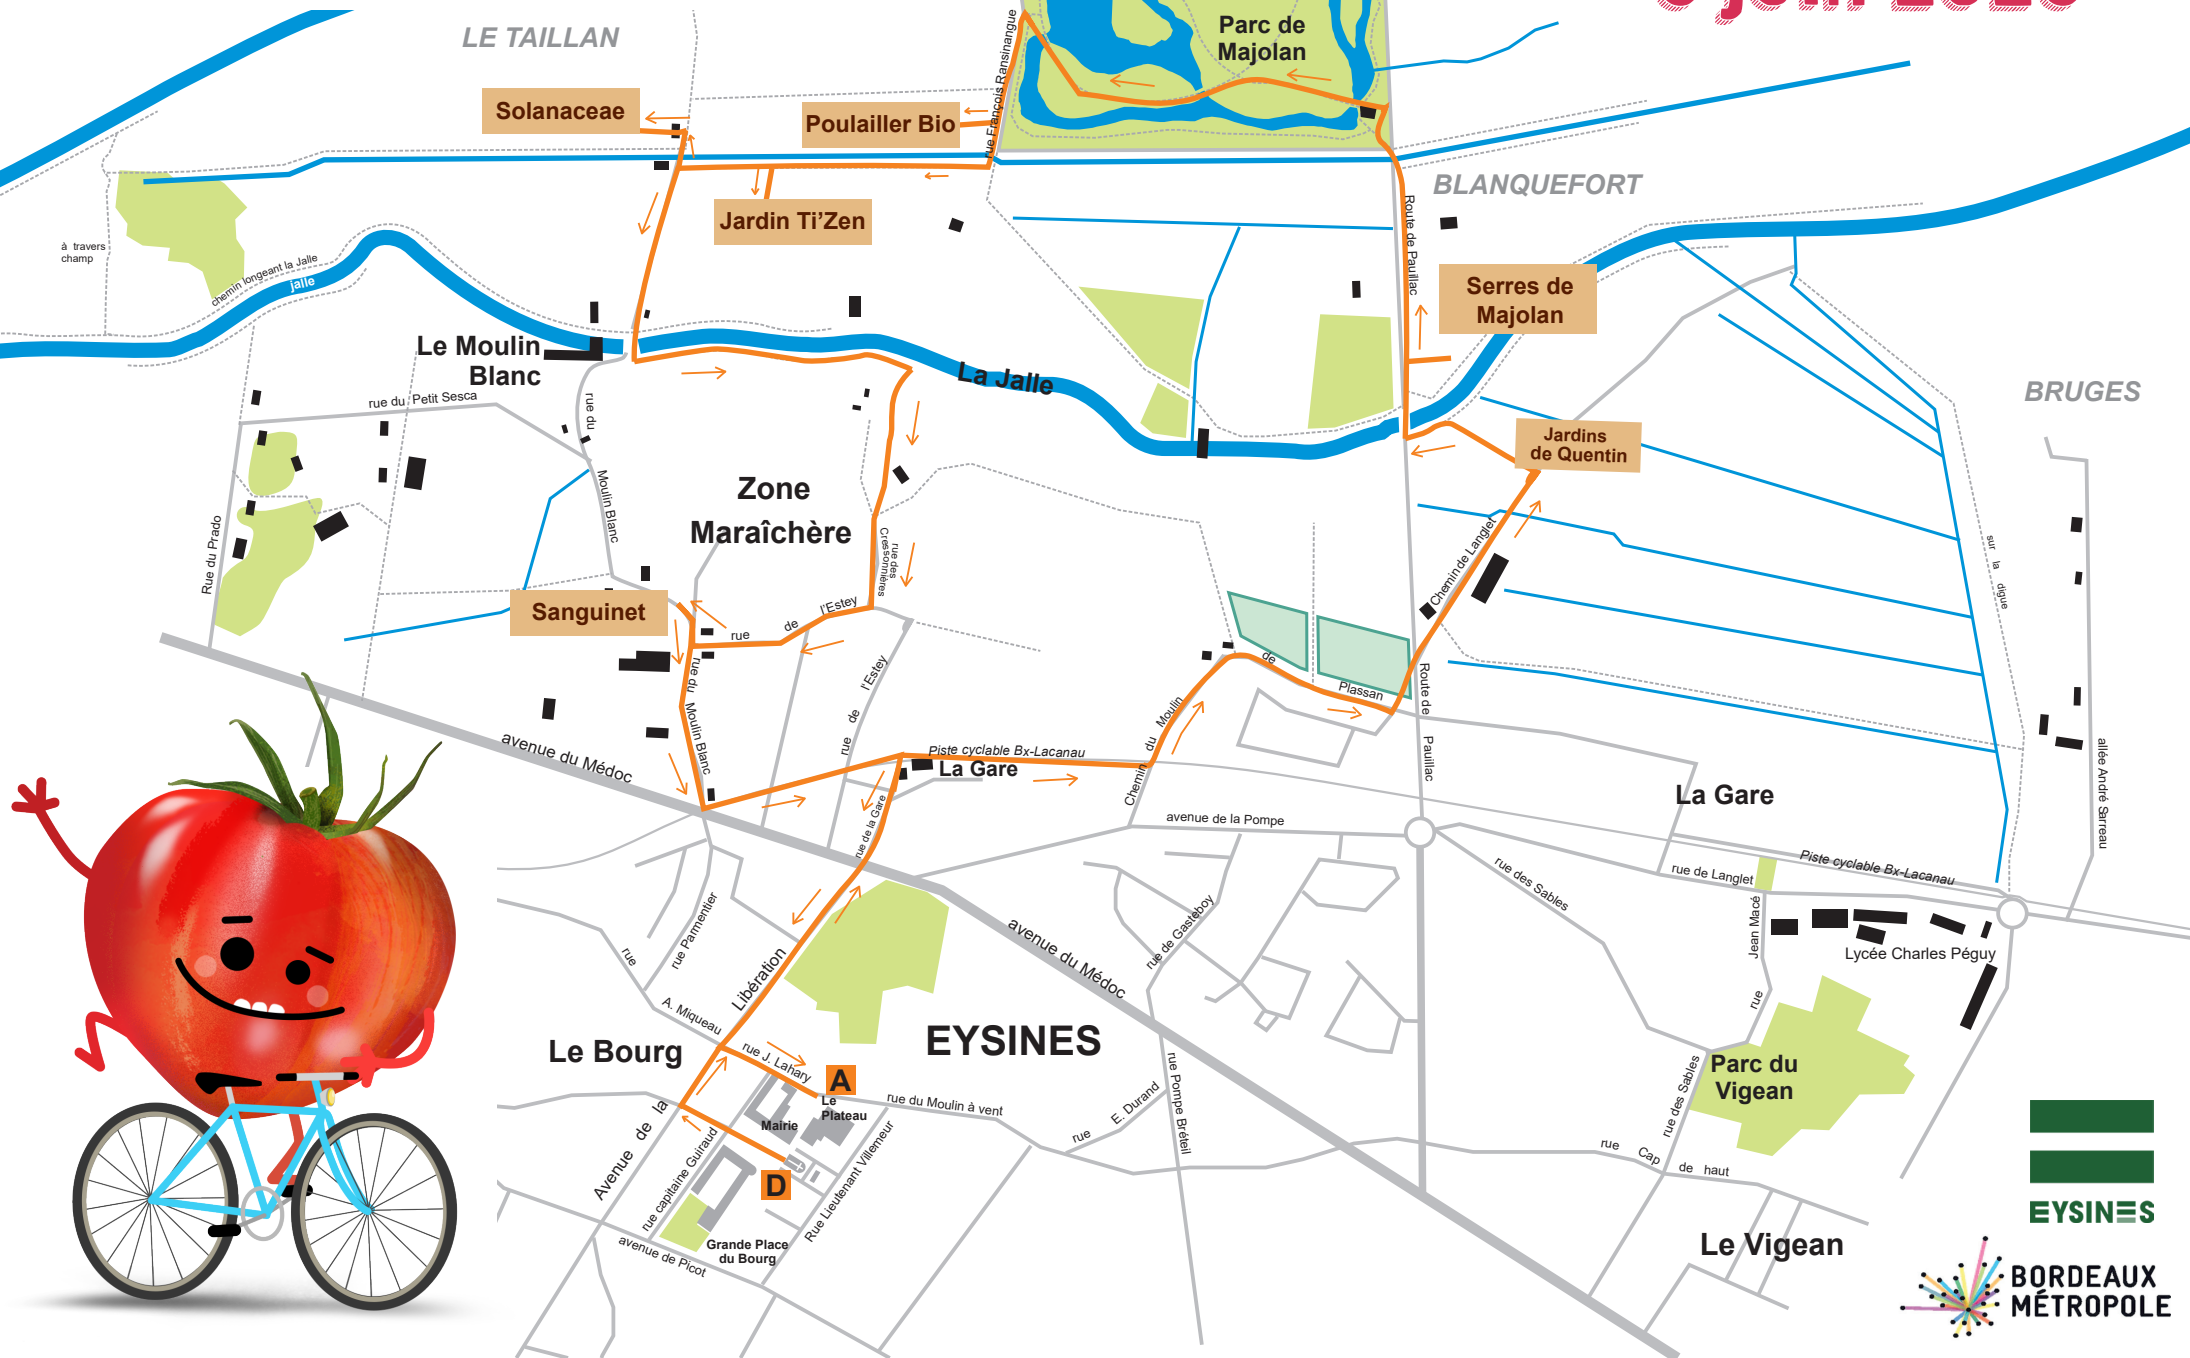 LE TAILLAN
Parc de
Majolan
Solanaceae
Poulailler Bio
rue François Ransinangue
BLANQUEFORT
Jardin Ti’Zen
Route de Pauillac
à travers
champ
chemin longeant la Jalle
jalle
Serres de
Majolan
Le Moulin
Blanc
La Jalle
BRUGES
rue du Petit Sesca
rue du
Moulin Blanc
Jardins
de Quentin
Zone
Maraîchère
Rue du Prado
rue des
Cressonnières
Chemin de Langlet
sur la digue
Sanguinet
rue de l'Estey
rue du
Moulin Blanc
rue de l'Estey
Chemin du Moulin
de
Plassan
Route de
Pauillac
avenue du Médoc
Piste cyclable Bx-Lacanau
La Gare
rue de la Gare
La Gare
allée André Sarreau
avenue de la Pompe
rue des Sables
rue de Langlet
Piste cyclable Bx-Lacanau
rue Parmentier
rue
A. Miqueau
avenue du Médoc
rue de Gasteboy
rue
Jean Macé
Lycée Charles Péguy
Avenue de la
Libération
EYSINES
Le Bourg
rue J. Lahary
A
Le
Plateau
Mairie
rue du Moulin à vent
rue E. Durand
rue Pompe Bréteil
Parc du
Vigean
rue des Sables
rue Cap de haut
rue capitaine Guiraud
D
Rue Lieutenant Villemeur
Grande Place
du Bourg
avenue de Picot
Le Vigean
EYSINES
BORDEAUX
MÉTROPOLE